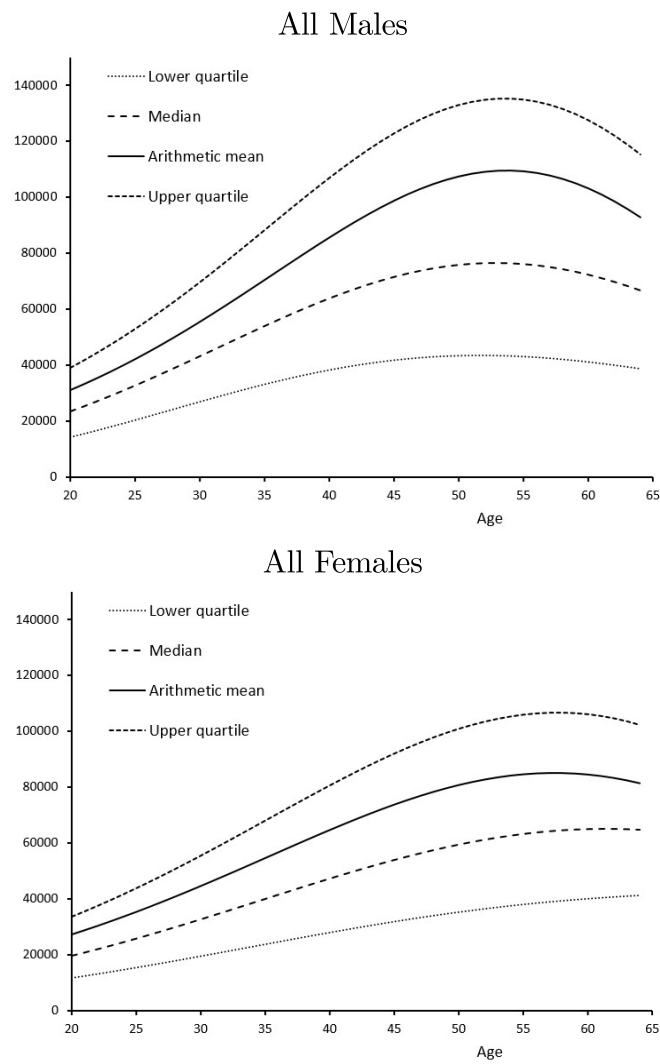 All Males
140000
120000
100000
80000
60000
40000
20000
0
Lower quartile
Median
Arithmetic mean
Upper quartile
20 25 30 35 40 45 50 55 60 65
Age
All Females
140000
120000
100000
80000
60000
40000
20000
0
Lower quartile
Median
Arithmetic mean
Upper quartile
20 25 30 35 40 45 50 55 60 65
Age